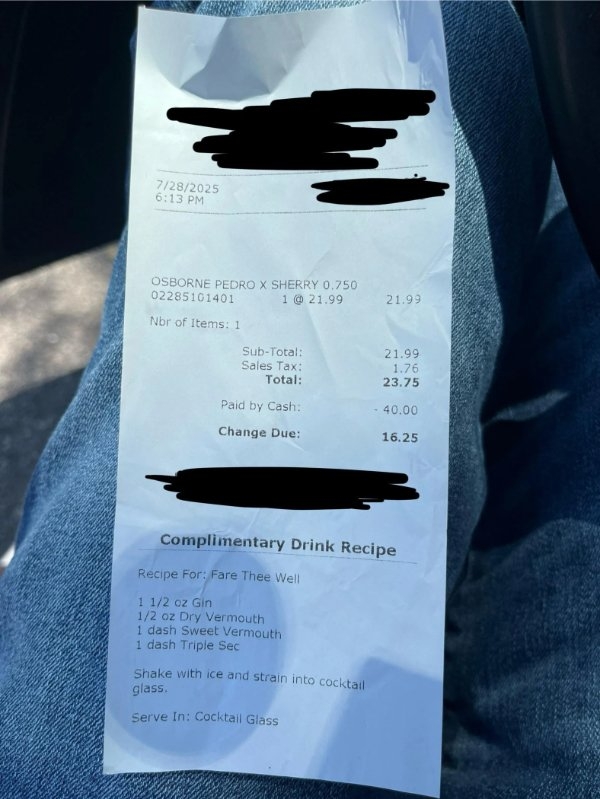 7/28/2025
6:13 PM
OSBORNE PEDRO X SHERRY 0.750
02285101401 1 @ 21.99 21.99
Nbr of Items: 1
Sub-Total: 21.99
Sales Tax: 1.76
Total: 23.75
Paid by Cash: - 40.00
Change Due: 16.25
Complimentary Drink Recipe
Recipe For: Fare Thee Well
1 1/2 oz Gin
1/2 oz Dry Vermouth
1 dash Sweet Vermouth
1 dash Triple Sec
Shake with ice and strain into cocktail
glass.
Serve In: Cocktail Glass